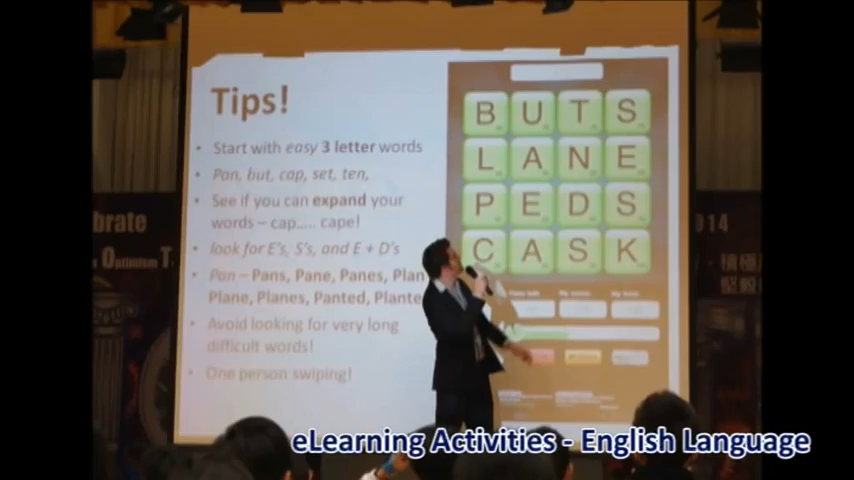 Tips!
• Start with easy 3 letter words
• Pan, but, cap, set, ten,
• See if you can expand your
words – cap..... cape!
• look for E's, S's, and E + D's
• Pan – Pans, Pane, Panes, Plan
Plane, Planes, Panted, Plante
• Avoid looking for very long
difficult words!
• One person swiping!
B U T S
L A N E
P E D S
C A S K
brate
Optimism
014
eLearning Activities - English Language